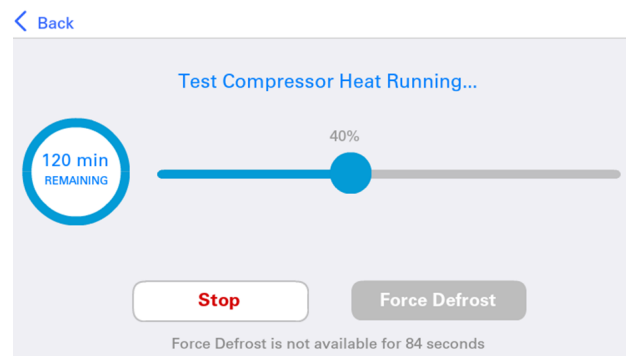 Back
Test Compressor Heat Running...
40%
120 min
REMAINING
Stop
Force Defrost
Force Defrost is not available for 84 seconds